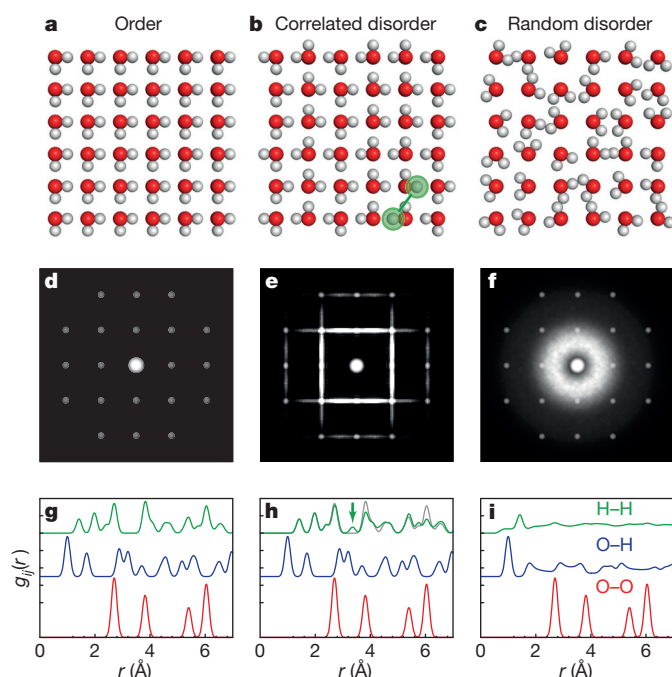 a Order b Correlated disorder c Random disorder
d e f
g h i
H–H
O–H
O–O
g_ij(r)
0 2 4 6 0 2 4 6 0 2 4 6
r (Å) r (Å) r (Å)